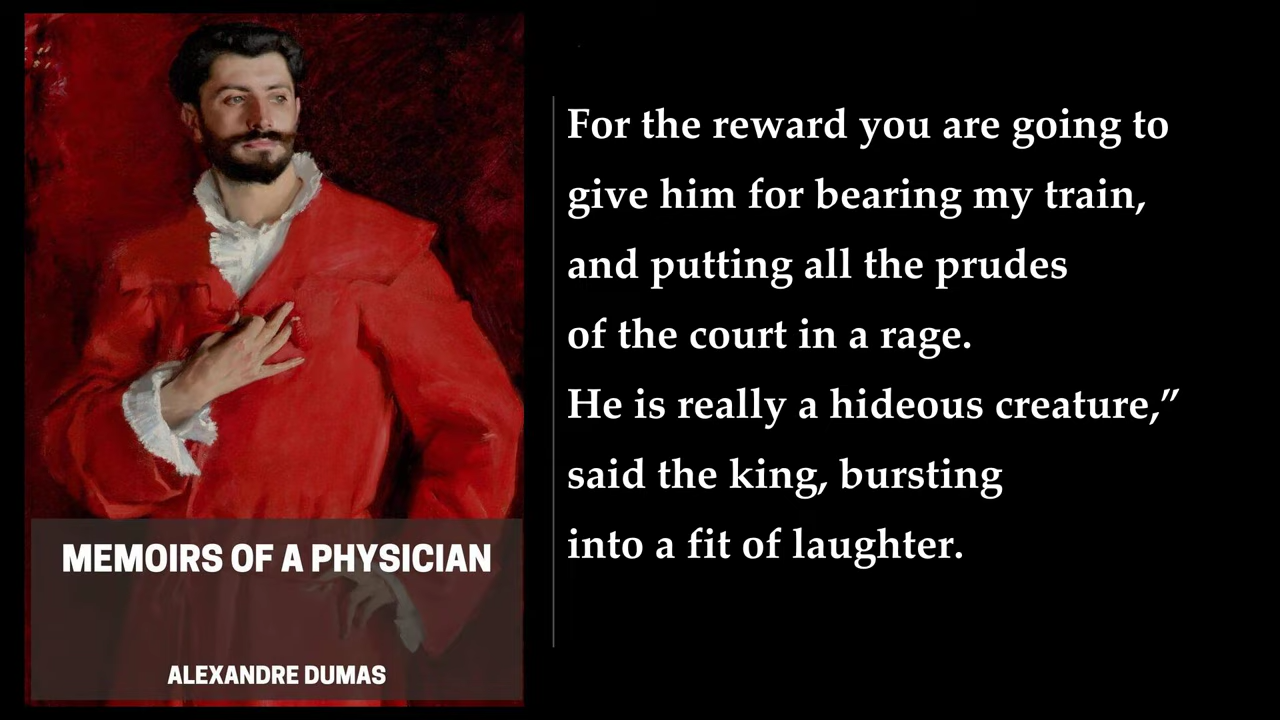 MEMOIRS OF A PHYSICIAN
ALEXANDRE DUMAS
For the reward you are going to
give him for bearing my train,
and putting all the prudes
of the court in a rage.
He is really a hideous creature,”
said the king, bursting
into a fit of laughter.